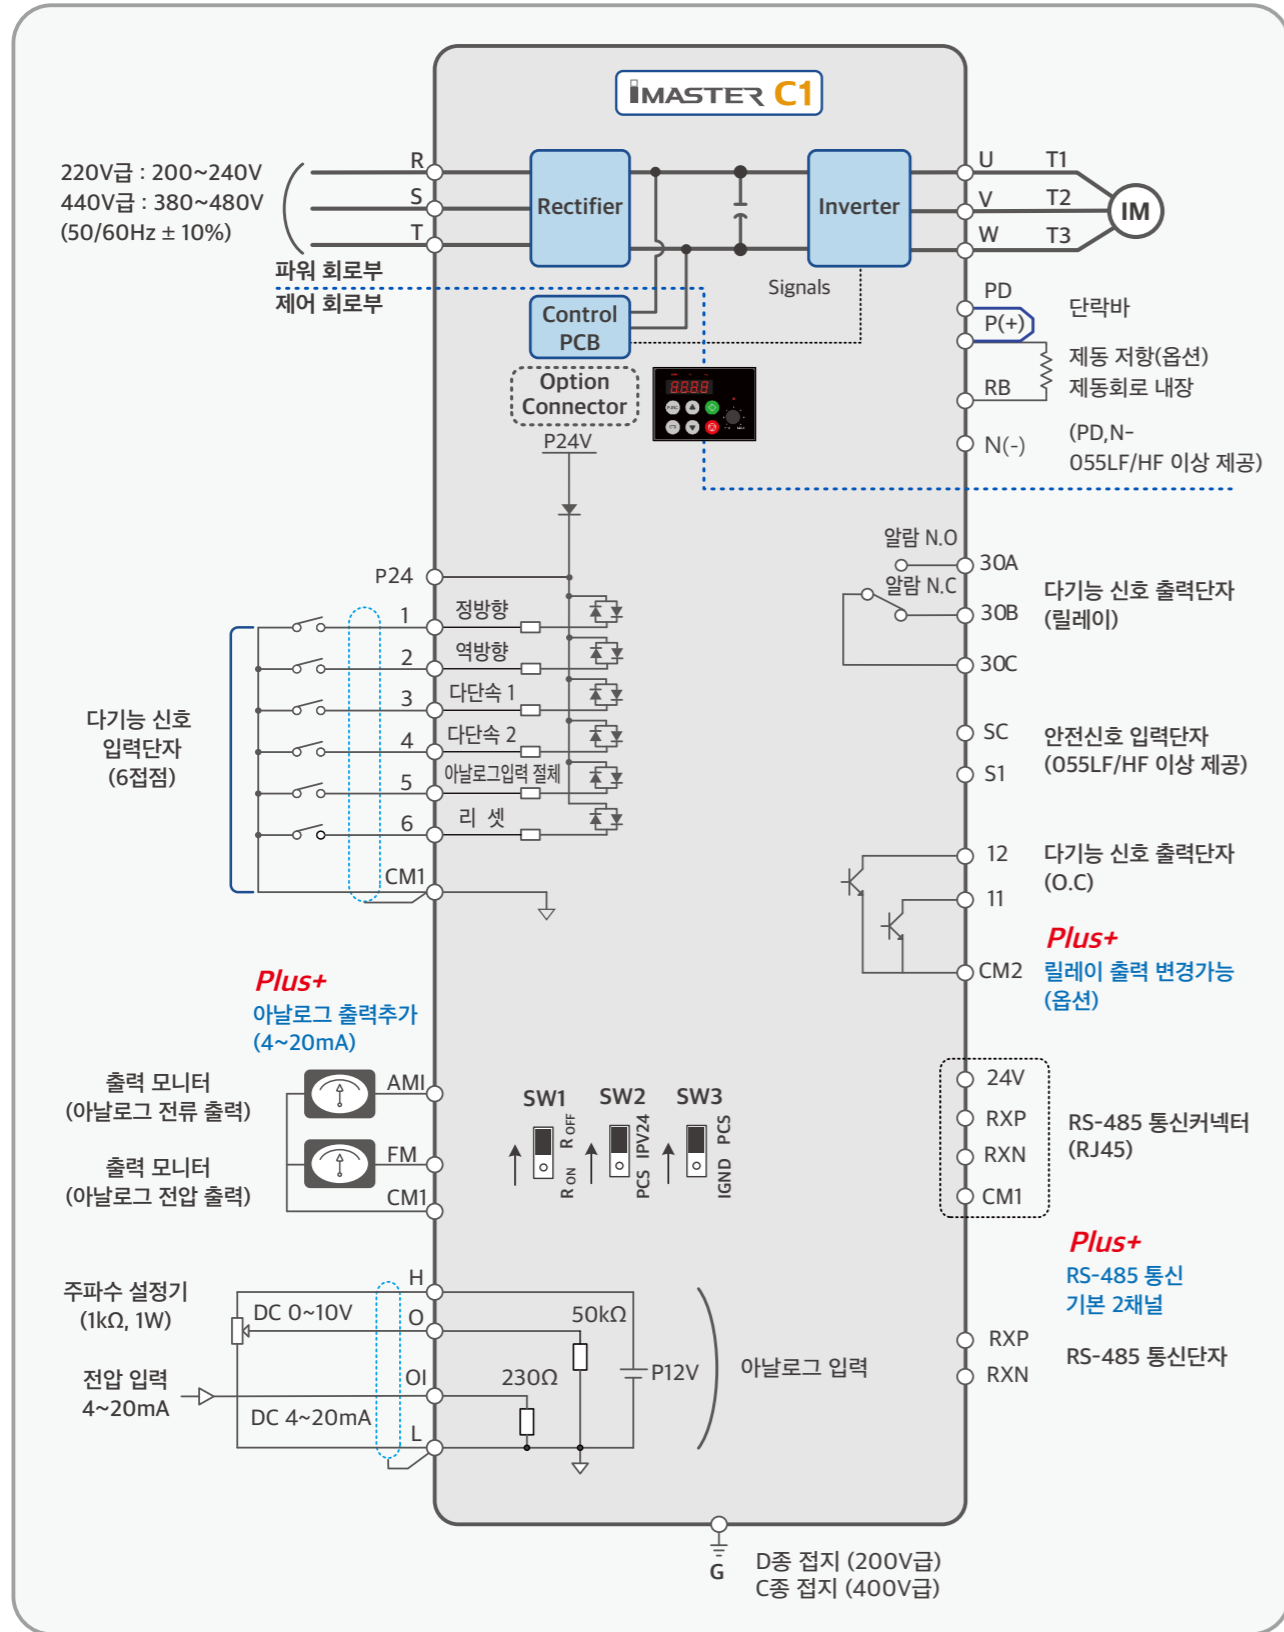 iMASTER C1
220V급 : 200~240V
440V급 : 380~480V
(50/60Hz ± 10%)
R
S
T
Rectifier
Inverter
U
V
W
T1
T2
T3
IM
파워 회로부
제어 회로부
Signals
Control
PCB
Option
Connector
8.8.8.8
FUNC
PD
P(+)
단락바
제동 저항(옵션)
제동회로 내장
RB
N(-)
(PD,N-
055LF/HF 이상 제공)
P24V
P24
1
정방향
2
역방향
3
다단속 1
4
다단속 2
5
아날로그입력 절체
6
리 셋
CM1
다기능 신호
입력단자
(6접점)
알람 N.O
30A
알람 N.C
30B
30C
다기능 신호 출력단자
(릴레이)
SC
S1
안전신호 입력단자
(055LF/HF 이상 제공)
12
11
CM2
다기능 신호 출력단자
(O.C)
Plus+
릴레이 출력 변경가능
(옵션)
Plus+
아날로그 출력추가
(4~20mA)
출력 모니터
(아날로그 전류 출력)
AMI
출력 모니터
(아날로그 전압 출력)
FM
CM1
SW1
R ON
R OFF
SW2
PCS
IPV24
SW3
IGND
PCS
24V
RXP
RXN
CM1
RS-485 통신커넥터
(RJ45)
Plus+
RS-485 통신
기본 2채널
RXP
RXN
RS-485 통신단자
주파수 설정기
(1kΩ, 1W)
H
DC 0~10V
O
50kΩ
전압 입력
4~20mA
OI
230Ω
P12V
DC 4~20mA
L
아날로그 입력
G
D종 접지 (200V급)
C종 접지 (400V급)